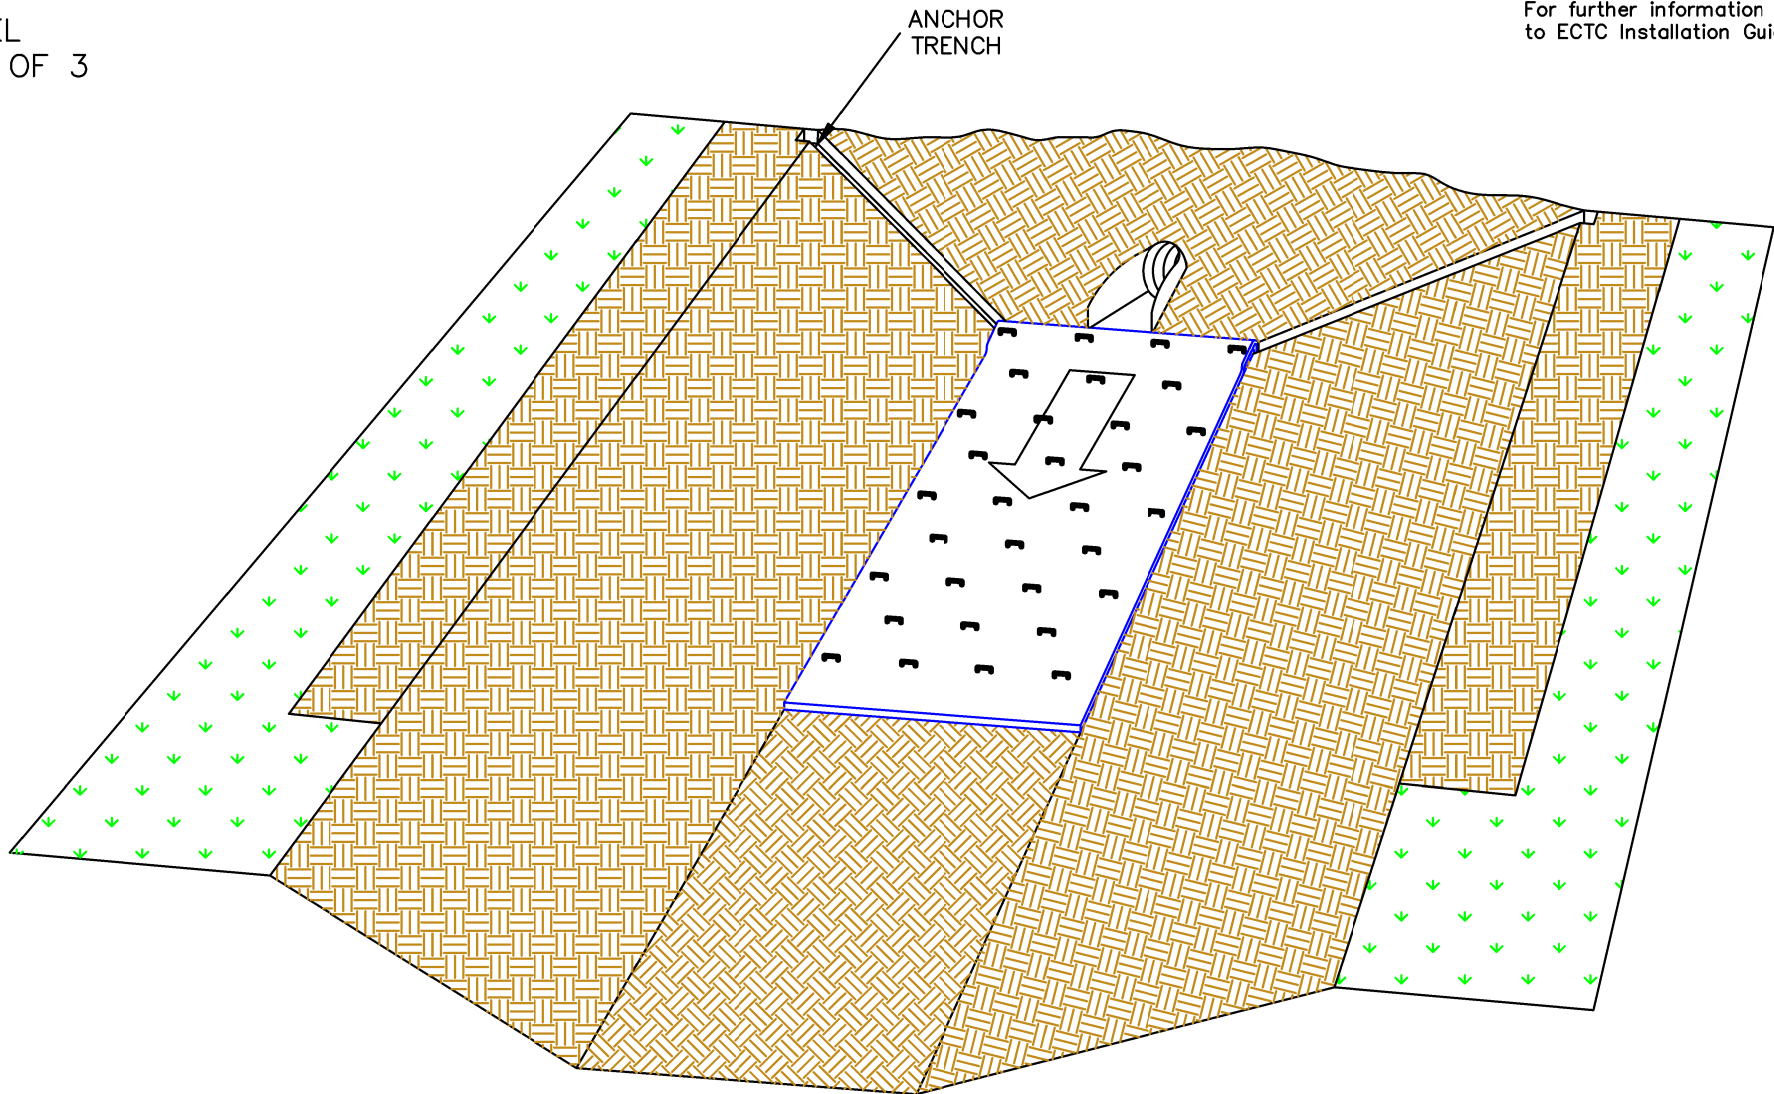 OF 3
ANCHOR
TRENCH
For further information
to ECTC Installation